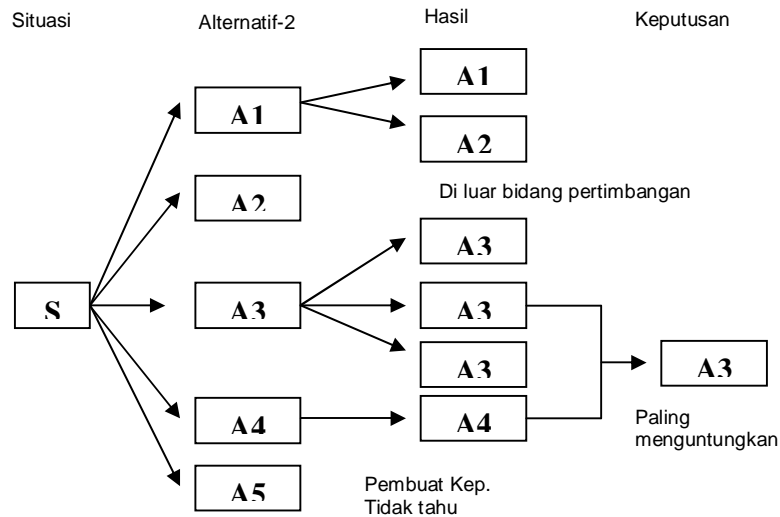 Situasi Alternatif-2 Hasil Keputusan
A1
A1
A2
A2
Di luar bidang pertimbangan
A3
S A3 A3
A3
A3
A4 A4
Paling
menguntungkan
A5
Pembuat Kep.
Tidak tahu